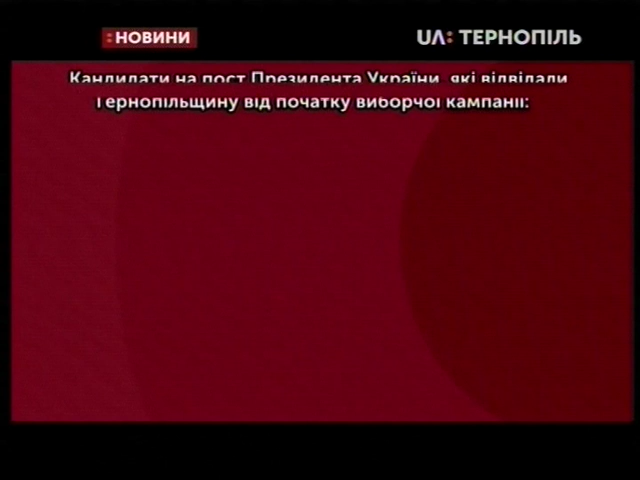 :НОВИНИ
UA: ТЕРНОПІЛЬ
Кандидати на пост Президента України, які відвідали
Тернопільщину від початку виборчої кампанії: